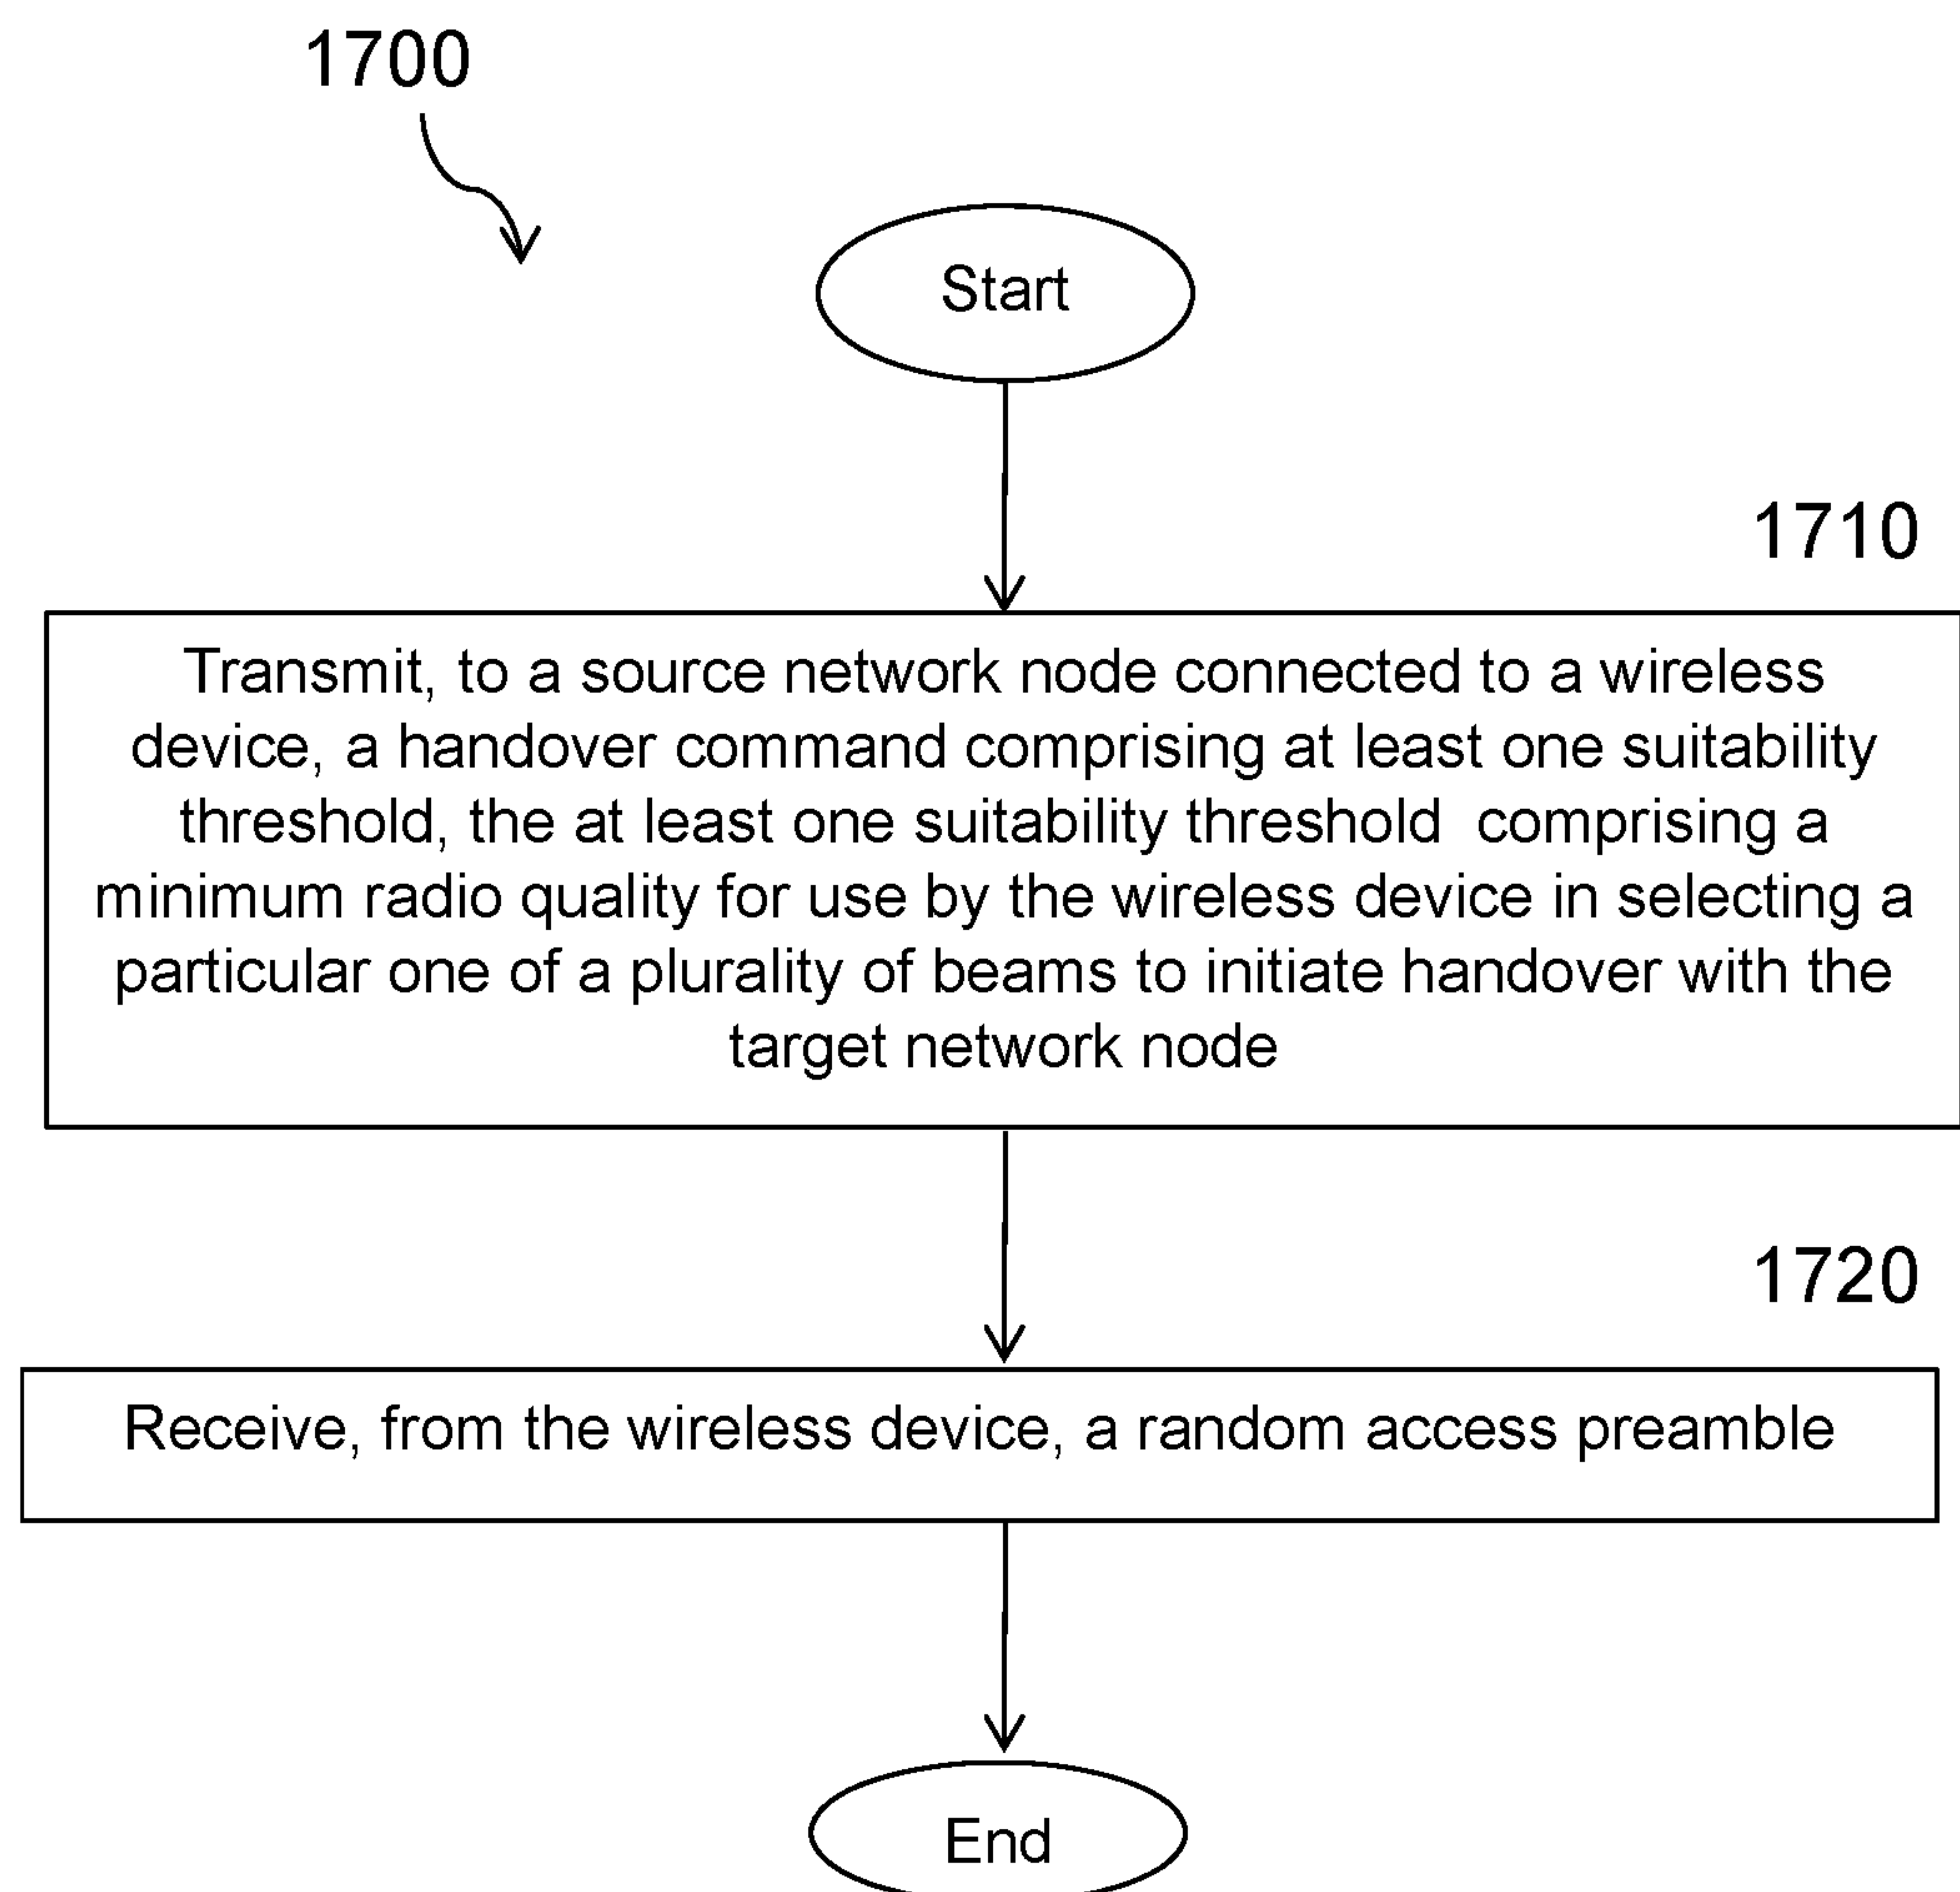 1700
Start
1710
Transmit, to a source network node connected to a wireless
device, a handover command comprising at least one suitability
threshold, the at least one suitability threshold comprising a
minimum radio quality for use by the wireless device in selecting a
particular one of a plurality of beams to initiate handover with the
target network node
1720
Receive, from the wireless device, a random access preamble
End